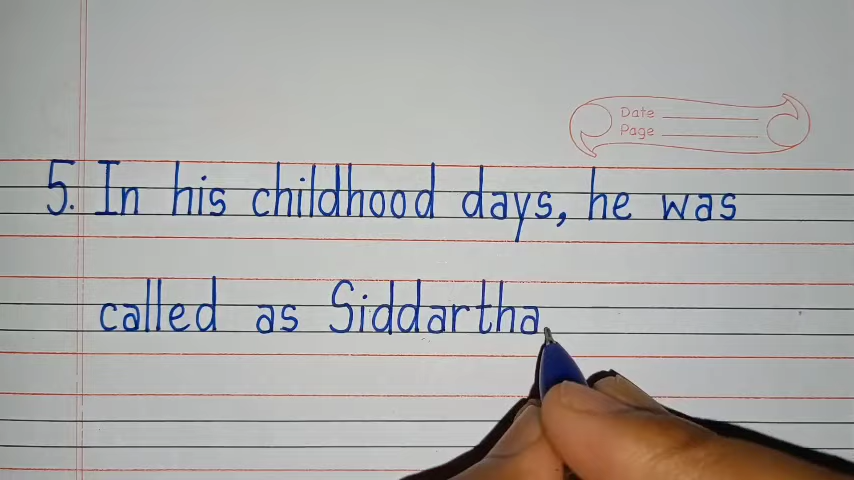 Date
Page
5. In his childhood days, he was
called as Siddartha.